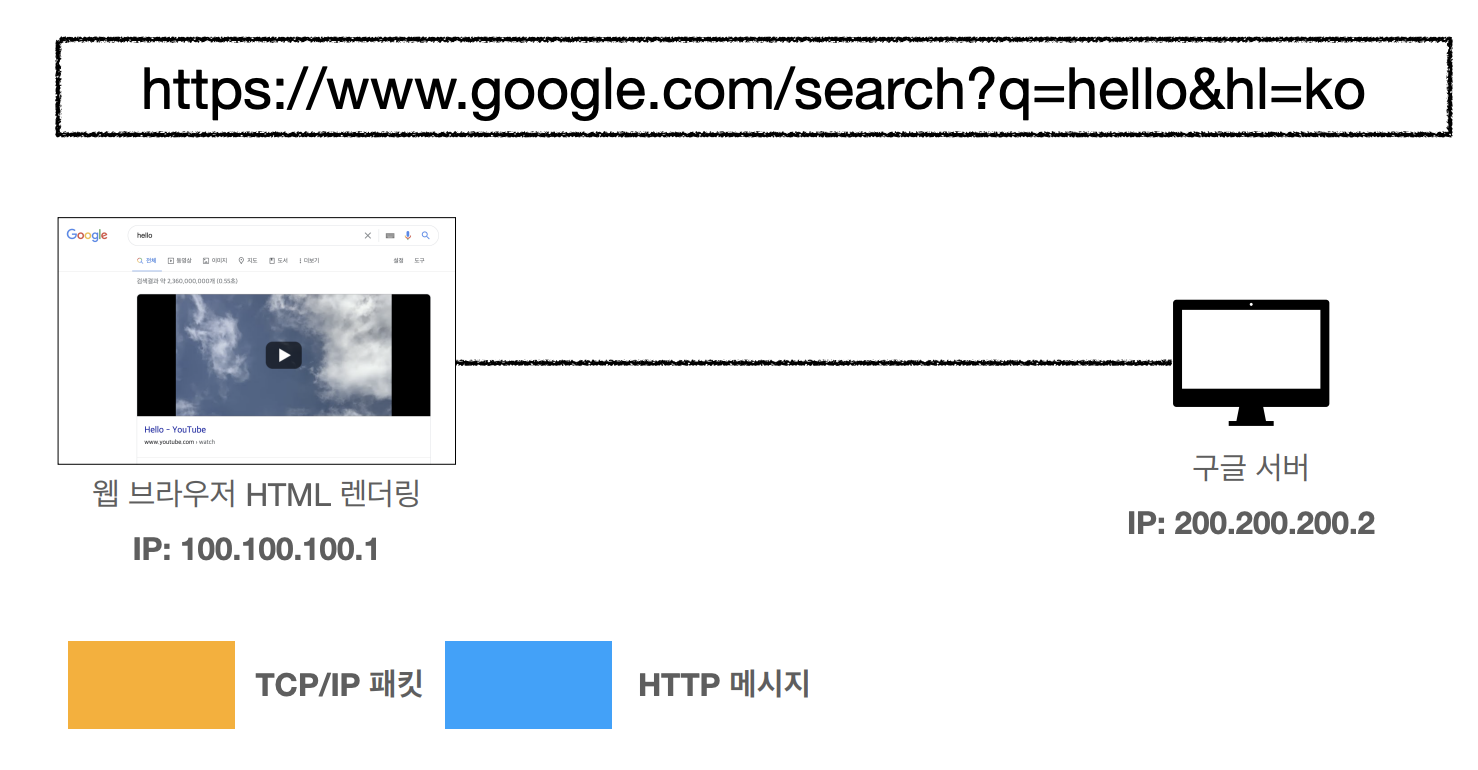 https://www.google.com/search?q=hello&hl=ko
Google hello
전체 동영상 이미지 지도 도서 더보기 설정 도구
검색결과 약 2,360,000,000개 (0.55초)
Hello - YouTube
www.youtube.com › watch
웹 브라우저 HTML 렌더링
IP: 100.100.100.1
구글 서버
IP: 200.200.200.2
TCP/IP 패킷 HTTP 메시지